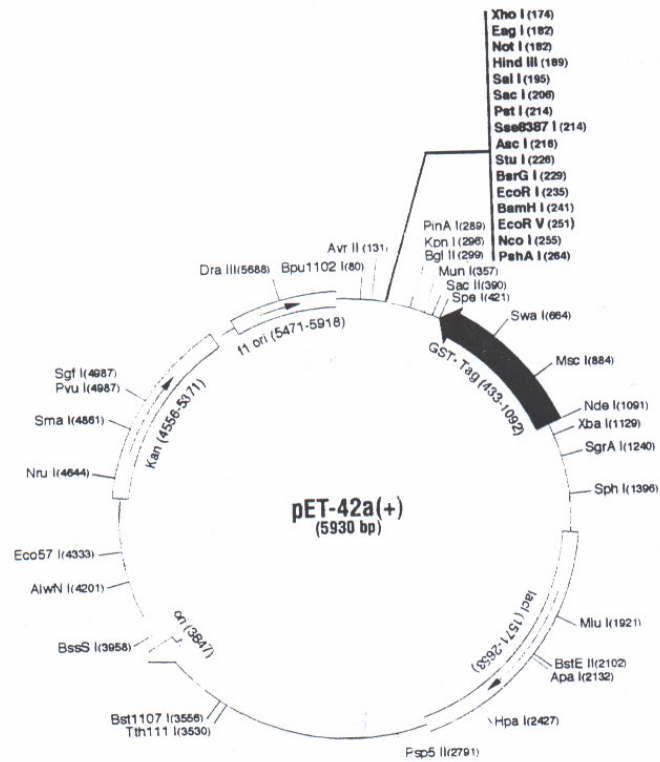 Xho I(174)
Eag I(182)
Not I(182)
Hind III(189)
Sal I(195)
Sac I(206)
Pst I(214)
Sse8387 I(214)
Asc I(216)
Stu I(226)
BsrG I(229)
EcoR I(235)
BamH I(241)
EcoR V(251)
Nco I(255)
PshA I(264)
PinA I(289)
Kpn I(296)
Bgl II(299)
Mun I(357)
Sac II(390)
Spe I(421)
Swa I(664)
Msc I(884)
GST-Tag (433-1092)
Nde I(1091)
Xba I(1129)
SgrA I(1240)
Sph I(1396)
lacI (1571-2653)
Mlu I(1921)
BstE II(2102)
Apa I(2132)
Hpa I(2427)
Psp5 II(2791)
Tth111 I(3530)
Bst1107 I(3556)
ori (3847)
BssS I(3958)
AlwN I(4201)
Eco57 I(4333)
Nru I(4644)
Sma I(4861)
Pvu I(4987)
Sgf I(4987)
Kan (4556-5371)
f1 ori (5471-5918)
Dra III(5688)
Bpu1102 I(80)
Avr II (131)
pET-42a(+)
(5930 bp)